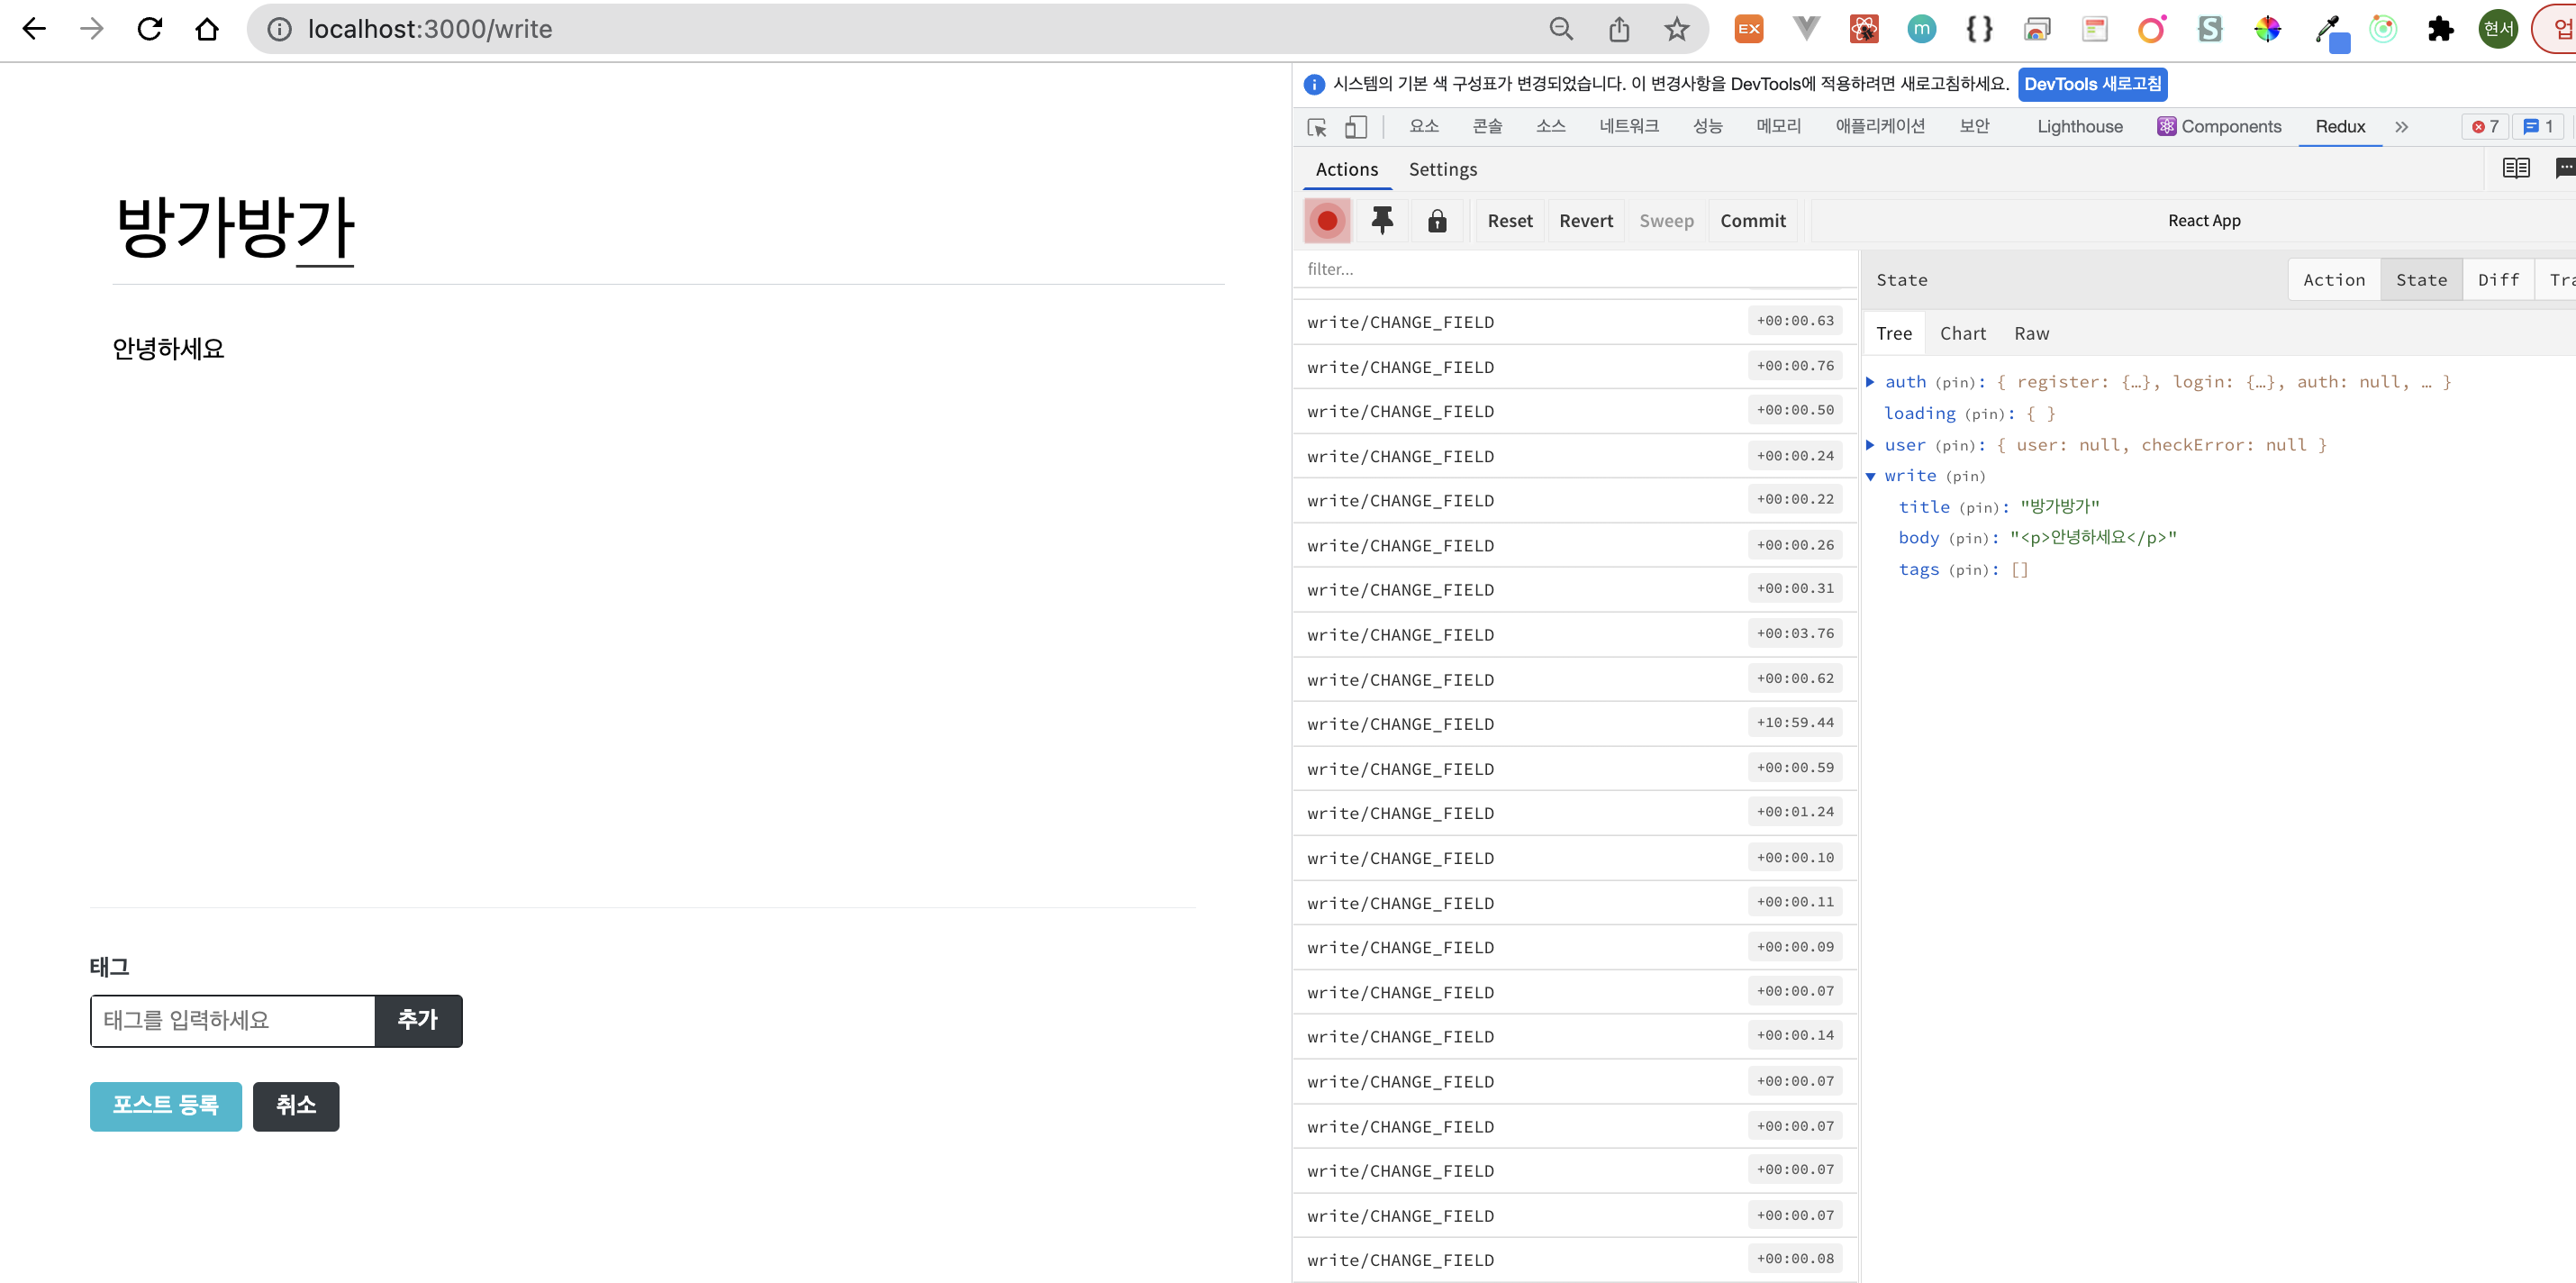 localhost:3000/write
EX
m
현서
업
시스템의 기본 색 구성표가 변경되었습니다. 이 변경사항을 DevTools에 적용하려면 새로고침하세요. DevTools 새로고침
요소 콘솔 소스 네트워크 성능 메모리 애플리케이션 보안 Lighthouse Components Redux 7 1
Actions Settings
Reset Revert Sweep Commit React App
filter...
write/CHANGE_FIELD +00:00.63
write/CHANGE_FIELD +00:00.76
write/CHANGE_FIELD +00:00.50
write/CHANGE_FIELD +00:00.24
write/CHANGE_FIELD +00:00.22
write/CHANGE_FIELD +00:00.26
write/CHANGE_FIELD +00:00.31
write/CHANGE_FIELD +00:03.76
write/CHANGE_FIELD +00:00.62
write/CHANGE_FIELD +10:59.44
write/CHANGE_FIELD +00:00.59
write/CHANGE_FIELD +00:01.24
write/CHANGE_FIELD +00:00.10
write/CHANGE_FIELD +00:00.11
write/CHANGE_FIELD +00:00.09
write/CHANGE_FIELD +00:00.07
write/CHANGE_FIELD +00:00.14
write/CHANGE_FIELD +00:00.07
write/CHANGE_FIELD +00:00.07
write/CHANGE_FIELD +00:00.07
write/CHANGE_FIELD +00:00.07
write/CHANGE_FIELD +00:00.08
State Action State Diff Tra
Tree Chart Raw
auth (pin): { register: {…}, login: {…}, auth: null, … }
loading (pin): { }
user (pin): { user: null, checkError: null }
write (pin)
title (pin): "방가방가"
body (pin): "<p>안녕하세요</p>"
tags (pin): []
방가방가
안녕하세요
태그
태그를 입력하세요 추가
포스트 등록 취소